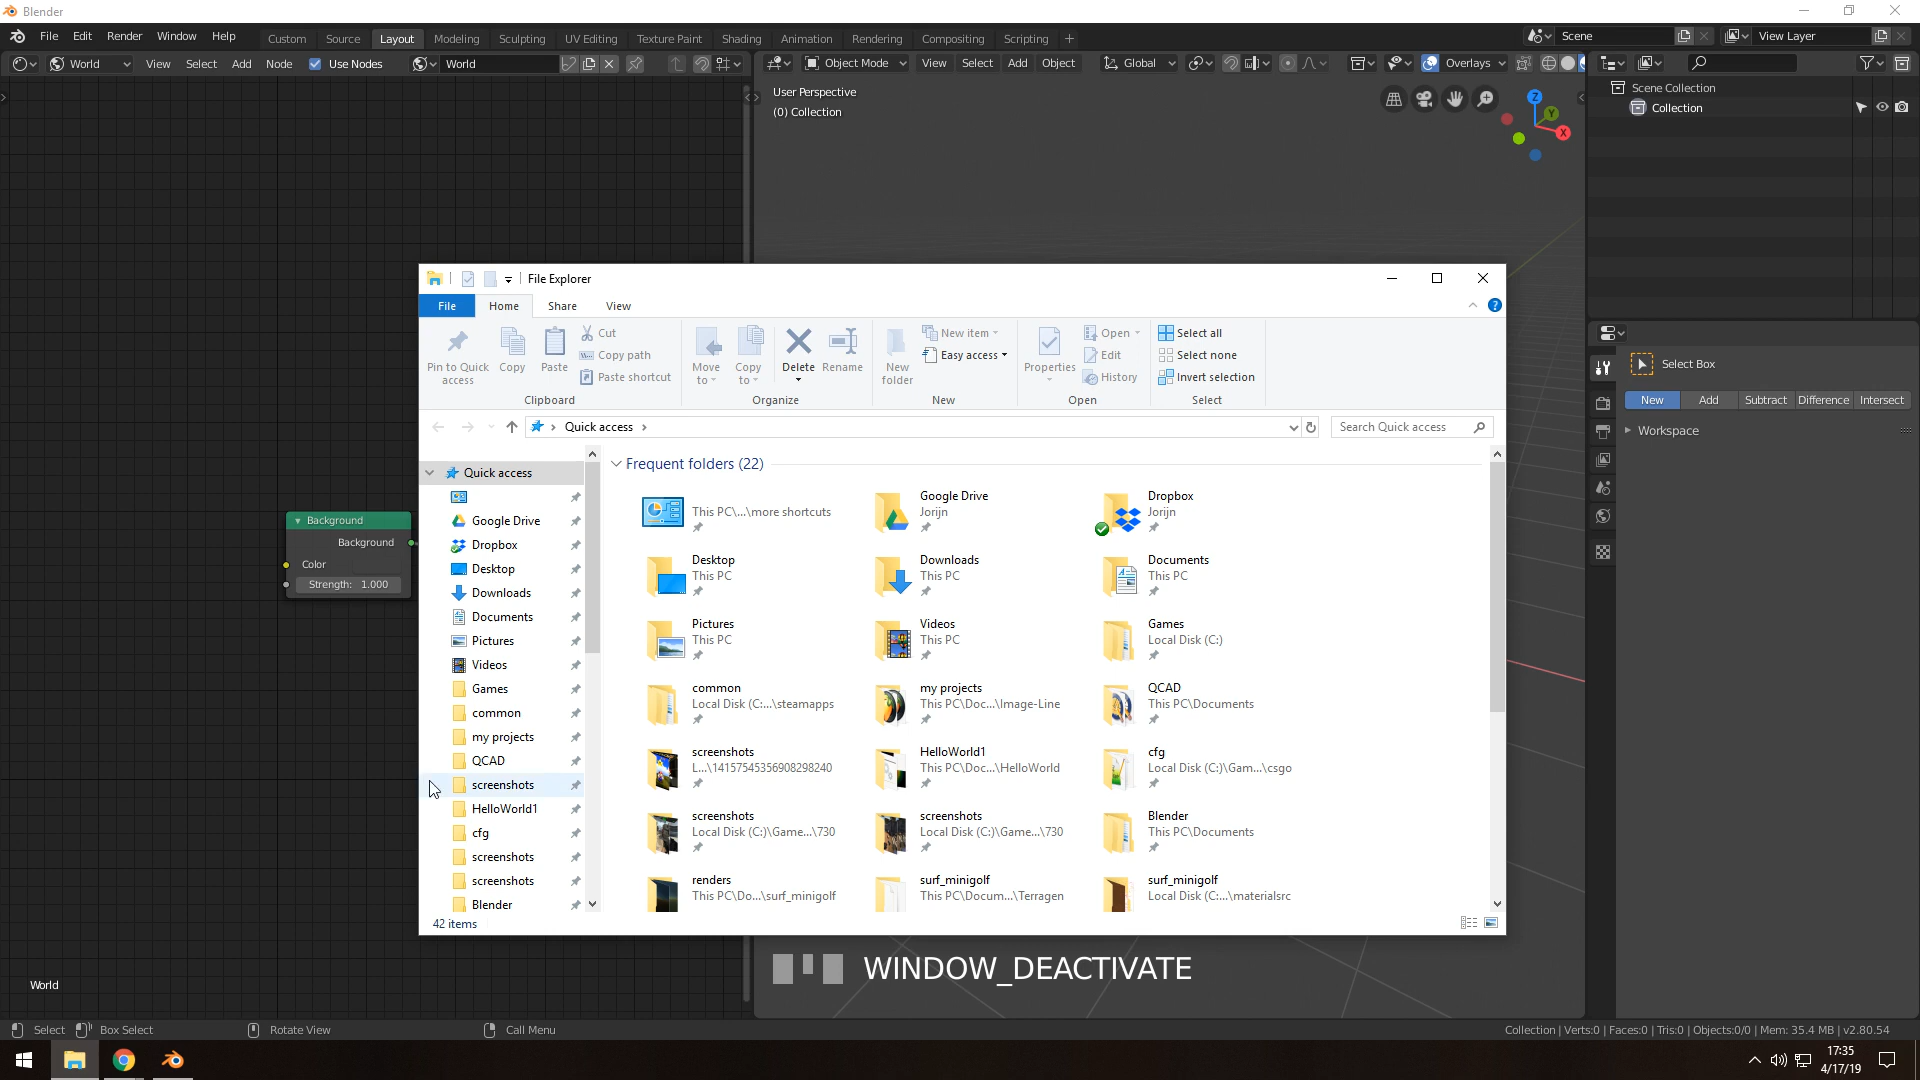 Blender
File Edit Render Window Help Custom Source Layout Modeling Sculpting UV Editing Texture Paint Shading Animation Rendering Compositing Scripting + Scene View Layer
World View Select Add Node Use Nodes World Object Mode View Select Add Object Global Overlays
User Perspective
(0) Collection
Z
Y
X
Scene Collection
Collection
Select Box
New Add Subtract Difference Intersect
Workspace
Background
Background
Color
Strength: 1.000
File Explorer
File Home Share View
Pin to Quick access
Copy
Paste
Cut
Copy path
Paste shortcut
Clipboard
Move to
Copy to
Delete
Rename
Organize
New folder
New item
Easy access
New
Properties
Open
Edit
History
Open
Select all
Select none
Invert selection
Select
Quick access
Search Quick access
Quick access
Google Drive
Dropbox
Desktop
Downloads
Documents
Pictures
Videos
Games
common
my projects
QCAD
screenshots
HelloWorld1
cfg
screenshots
screenshots
Blender
Frequent folders (22)
This PC\...\more shortcuts
Google Drive
Jorijn
Dropbox
Jorijn
Desktop
This PC
Downloads
This PC
Documents
This PC
Pictures
This PC
Videos
This PC
Games
Local Disk (C:)
common
Local Disk (C:...\steamapps
my projects
This PC\Doc...\Image-Line
QCAD
This PC\Documents
screenshots
L...\14157545356908298240
HelloWorld1
This PC\Doc...\HelloWorld
cfg
Local Disk (C:)\Gam...\csgo
screenshots
Local Disk (C:)\Game...\730
screenshots
Local Disk (C:)\Game...\730
Blender
This PC\Documents
renders
This PC\Do...\surf_minigolf
surf_minigolf
This PC\Docum...\Terragen
surf_minigolf
Local Disk (C:...\materialsrc
42 items
WINDOW_DEACTIVATE
World
Select Box Select Rotate View Call Menu Collection | Verts:0 | Faces:0 | Tris:0 | Objects:0/0 | Mem: 35.4 MB | v2.80.54
17:35
4/17/19